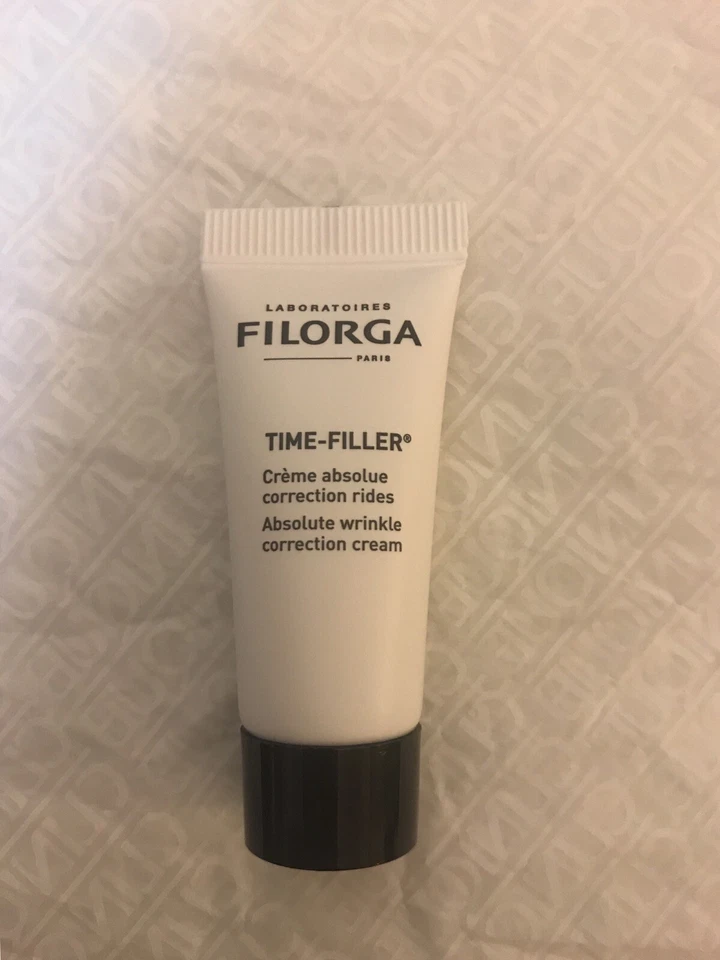 LABORATOIRES
FILORGA
PARIS
TIME-FILLER®
Crème absolue
correction rides
Absolute wrinkle
correction cream